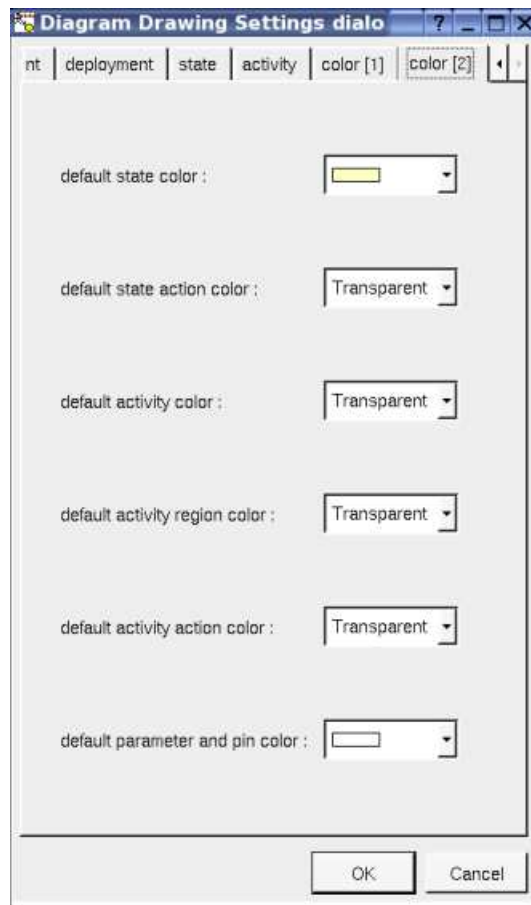 Diagram Drawing Settings dialo ?
nt deployment state activity color [1] color [2]
default state color :
default state action color : Transparent
default activity color : Transparent
default activity region color : Transparent
default activity action color : Transparent
default parameter and pin color :
OK Cancel